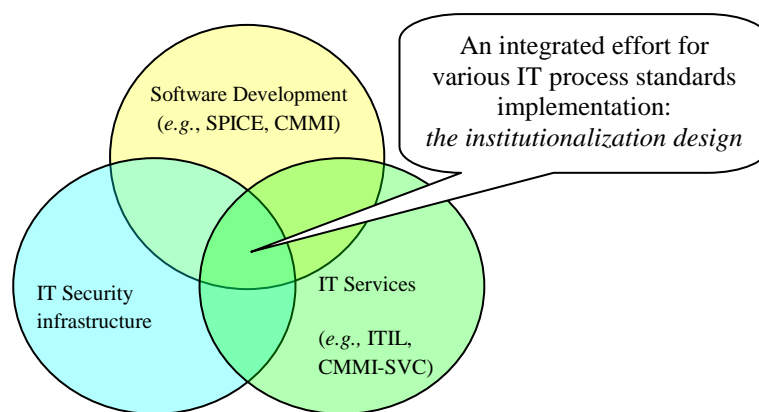 An integrated effort for
various IT process standards
implementation:
the institutionalization design
Software Development
(e.g., SPICE, CMMI)
IT Security
infrastructure
IT Services
(e.g., ITIL,
CMMI-SVC)